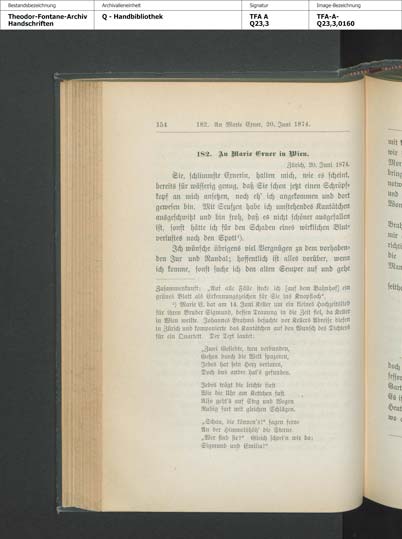 Bestandsbezeichnung
Archivalieneinheit
Signatur
Image-Bezeichnung
Theodor-Fontane-Archiv
Handschriften
Q - Handbibliothek
TFA A
Q23,3
TFA-A-
Q23,3,0160
154
182. An Marie Exner, 20. Juni 1874.
182. An Marie Exner in Wien.
Zürich, 20. Juni 1874.
Sie, schlimmste Exnerin, halten mich, wie es scheint,
bereits für wässerig genug, daß Sie schon jetzt einen Schröpf-
kopf an mich ansetzen, noch eh' ich angekommen und dort
gewesen bin. Mit Seufzen habe ich umstehendes Kantätchen
ausgeschwitzt und bin froh, daß es nicht schöner ausgefallen
ist, sonst hätte ich für den Schaden eines wirklichen Blut-
verlustes noch den Spott¹).
Ich wünsche übrigens viel Vergnügen zu dem vorhaben-
den Jux und Randal; hoffentlich ist alles vorüber, wenn
ich komme, sonst suche ich den alten Semper auf und gehe
Zusammenkunft: „Auf alle Fälle stecke ich [auf dem Bahnhof] ein
grünes Blatt als Erkennungszeichen für Sie ins Knopfloch“.
¹) Marie E. bat am 14. Juni Keller um ein kleines Hochzeitslied
für ihren Bruder Sigmund, dessen Trauung in die Zeit fiel, da Keller
in Wien weilte. Johannes Brahms besuchte vor Kellers Abreise diesen
in Zürich und komponierte das Kantätchen auf den Wunsch des Dichters
für ein Quartett. Der Text lautet:
„Zwei Geliebte, treu verbunden,
Gehen durch die Welt spazieren,
Jedes hat sein Herz verloren,
Doch das andre hat's gefunden.
Jedes trägt die leichte Last
Wie die Uhr am Kettchen fast
Also geht's auf Steg und Wegen
Ruhig fort mit gleichen Schlägen.
„Schau, die können's!“ sagen ferne
An der Himmelshöh' die Sterne
„Wer sind sie?“ Gleich schrei'n wir da:
Sigmund und Emilia!“